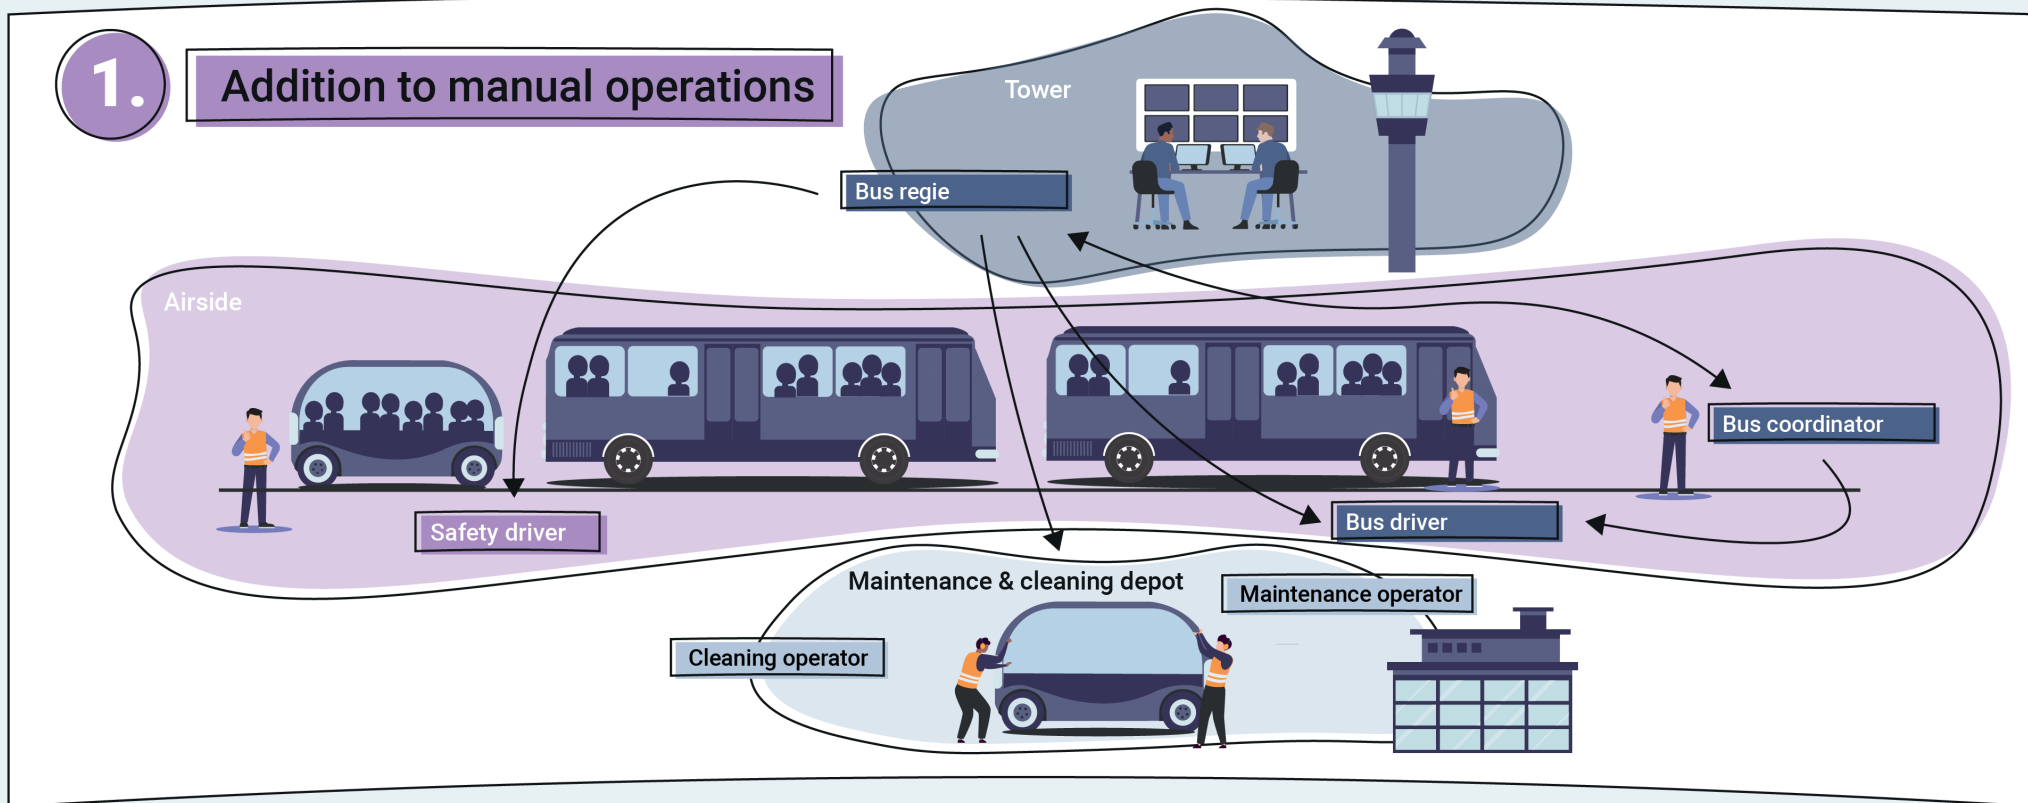 1.
Addition to manual operations
Tower
Bus regie
Airside
Bus coordinator
Safety driver
Bus driver
Maintenance & cleaning depot
Maintenance operator
Cleaning operator